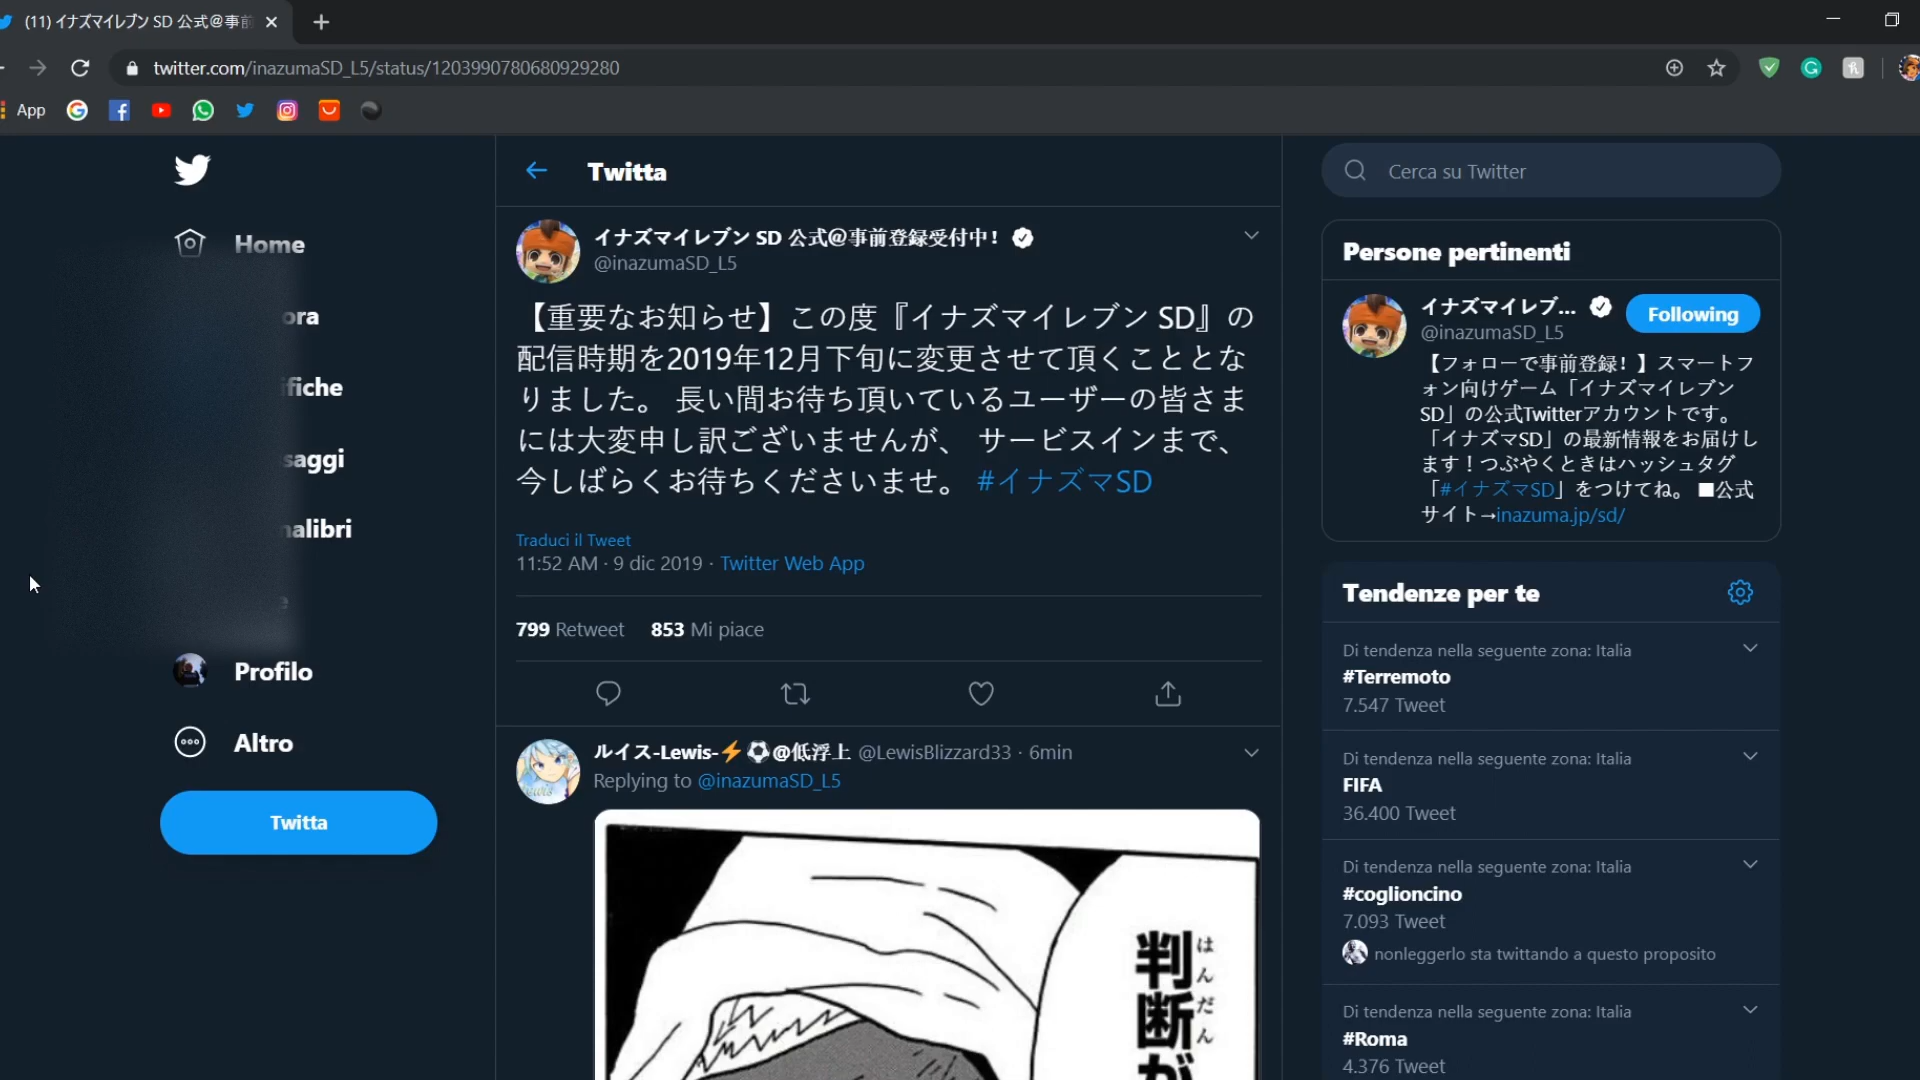 (11) イナズマイレブン SD 公式@事前
twitter.com/inazumaSD_L5/status/1203990780680929280
App
Home
ora
ifiche
saggi
nalibri
Profilo
Altro
Twitta
Twitta
イナズマイレブン SD 公式@事前登録受付中！
@inazumaSD_L5
【重要なお知らせ】この度『イナズマイレブン SD』の
配信時期を2019年12月下旬に変更させて頂くこととな
りました。 長い間お待ち頂いているユーザーの皆さま
には大変申し訳ございませんが、 サービスインまで、
今しばらくお待ちくださいませ。 #イナズマSD
Traduci il Tweet
11:52 AM · 9 dic 2019 · Twitter Web App
799 Retweet 853 Mi piace
ルイス-Lewis-⚡⚽@低浮上 @LewisBlizzard33 · 6min
Replying to @inazumaSD_L5
判断が
はんだん
Cerca su Twitter
Persone pertinenti
イナズマイレブ...
Following
@inazumaSD_L5
【フォローで事前登録！】スマートフ
ォン向けゲーム「イナズマイレブン
SD」の公式Twitterアカウントです。
「イナズマSD」の最新情報をお届けし
ます！つぶやくときはハッシュタグ
「#イナズマSD」をつけてね。 ■公式
サイト→inazuma.jp/sd/
Tendenze per te
Di tendenza nella seguente zona: Italia
#Terremoto
7.547 Tweet
Di tendenza nella seguente zona: Italia
FIFA
36.400 Tweet
Di tendenza nella seguente zona: Italia
#coglioncino
7.093 Tweet
nonleggerlo sta twittando a questo proposito
Di tendenza nella seguente zona: Italia
#Roma
4.376 Tweet